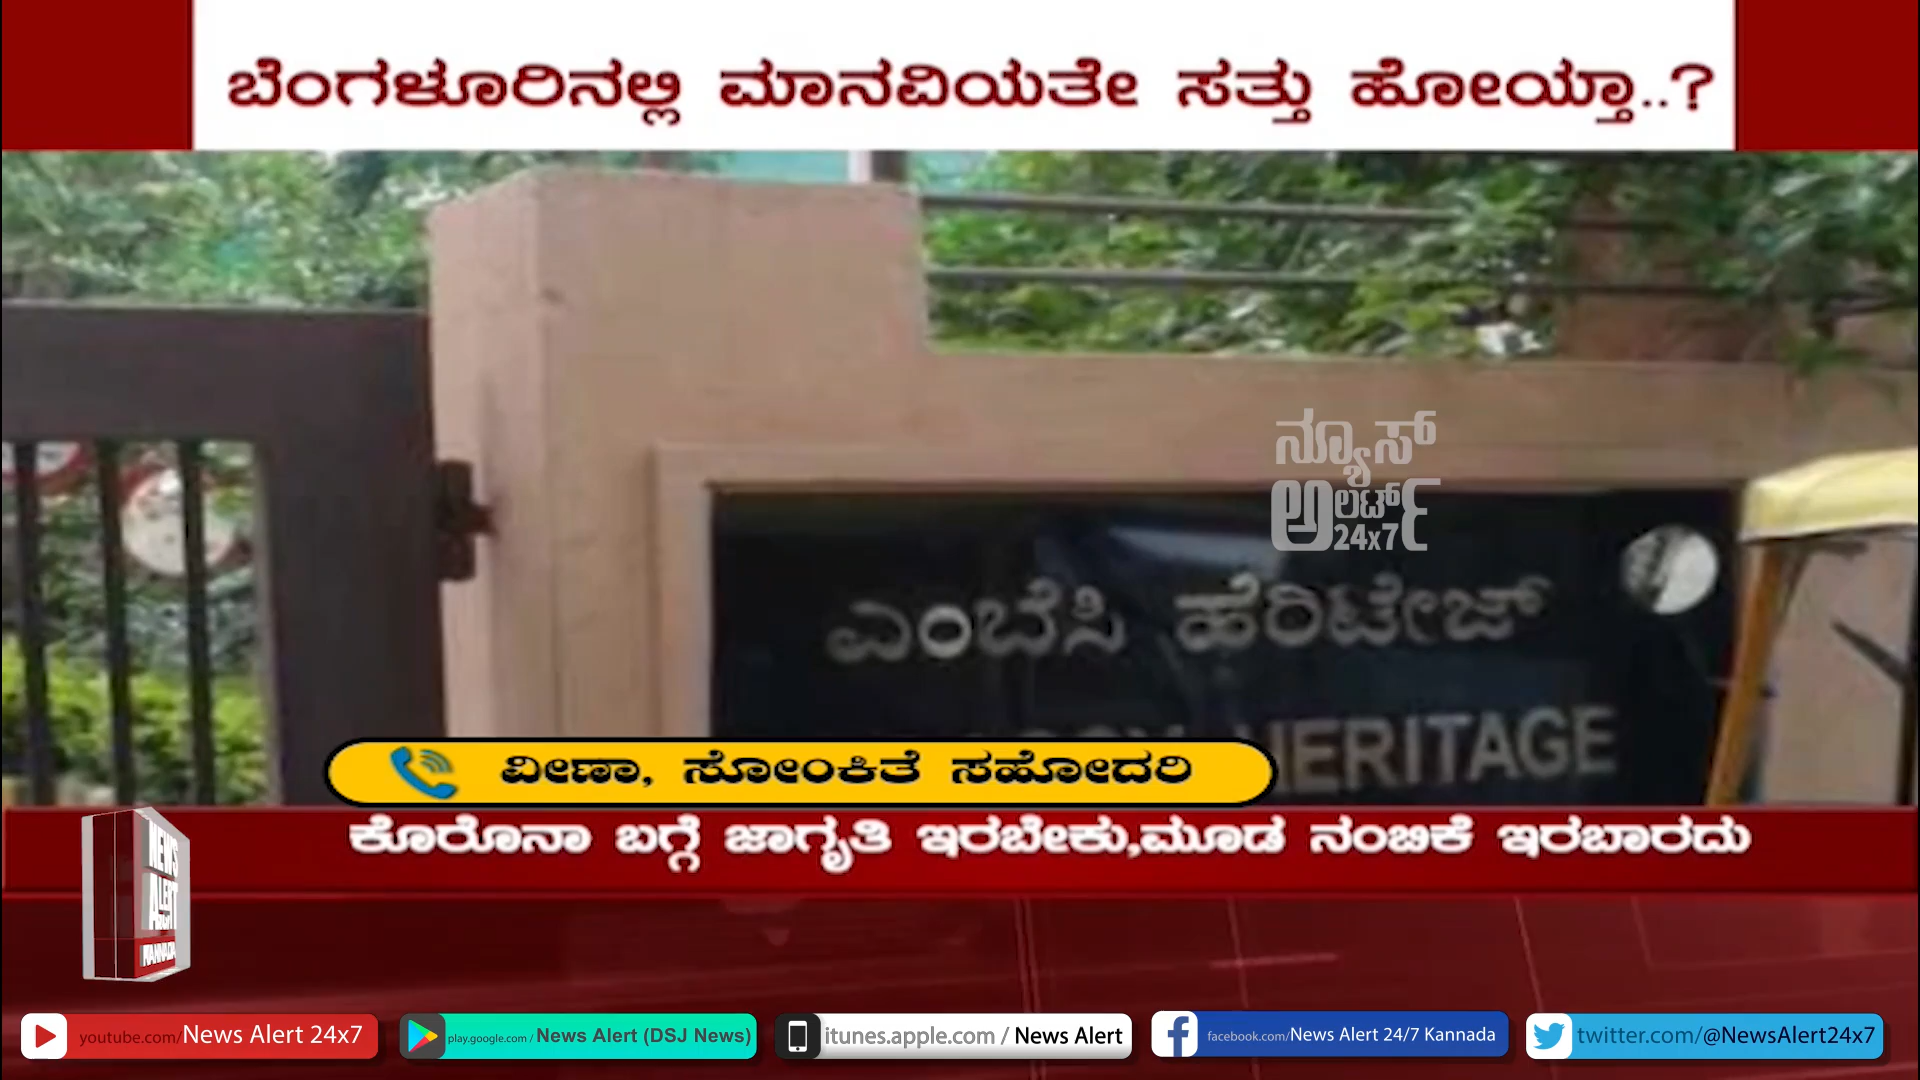 ಬೆಂಗಳೂರಿನಲ್ಲಿ ಮಾನವಿಯತೇ ಸತ್ತು ಹೋಯ್ತಾ..?
ನ್ಯೂಸ್
ಅಲರ್ಟ್
24x7
ಎಂಬೆಸಿ ಹೆರಿಟೇಜ್
HERITAGE
ವೀಣಾ, ಸೋಂಕಿತೆ ಸಹೋದರಿ
ಕೊರೊನಾ ಬಗ್ಗೆ ಜಾಗೃತಿ ಇರಬೇಕು,ಮೂಡ ನಂಬಿಕೆ ಇರಬಾರದು
NEWS
ALERT
KANNADA
youtube.com/News Alert 24x7
play.google.com / News Alert (DSJ News)
itunes.apple.com / News Alert
facebook.com/News Alert 24/7 Kannada
twitter.com/@NewsAlert24x7